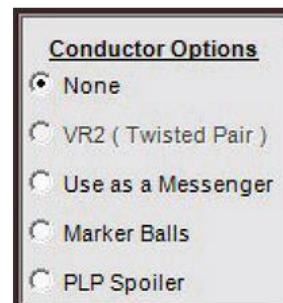 Conductor Options
None
VR2 ( Twisted Pair )
Use as a Messenger
Marker Balls
PLP Spoiler